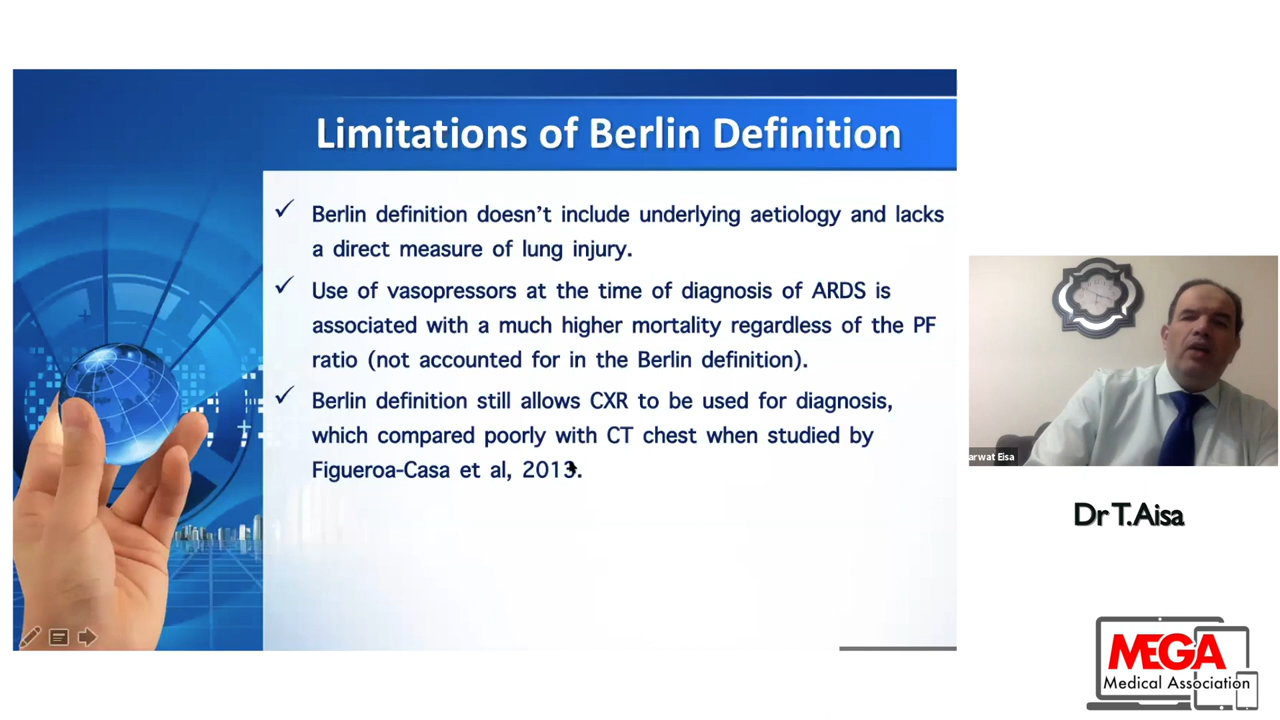 Limitations of Berlin Definition
✓ Berlin definition doesn't include underlying aetiology and lacks
a direct measure of lung injury.
✓ Use of vasopressors at the time of diagnosis of ARDS is
associated with a much higher mortality regardless of the PF
ratio (not accounted for in the Berlin definition).
✓ Berlin definition still allows CXR to be used for diagnosis,
which compared poorly with CT chest when studied by
Figueroa-Casa et al, 2013.
arwat Eisa
Dr T.Aisa
MEGA
Medical Association